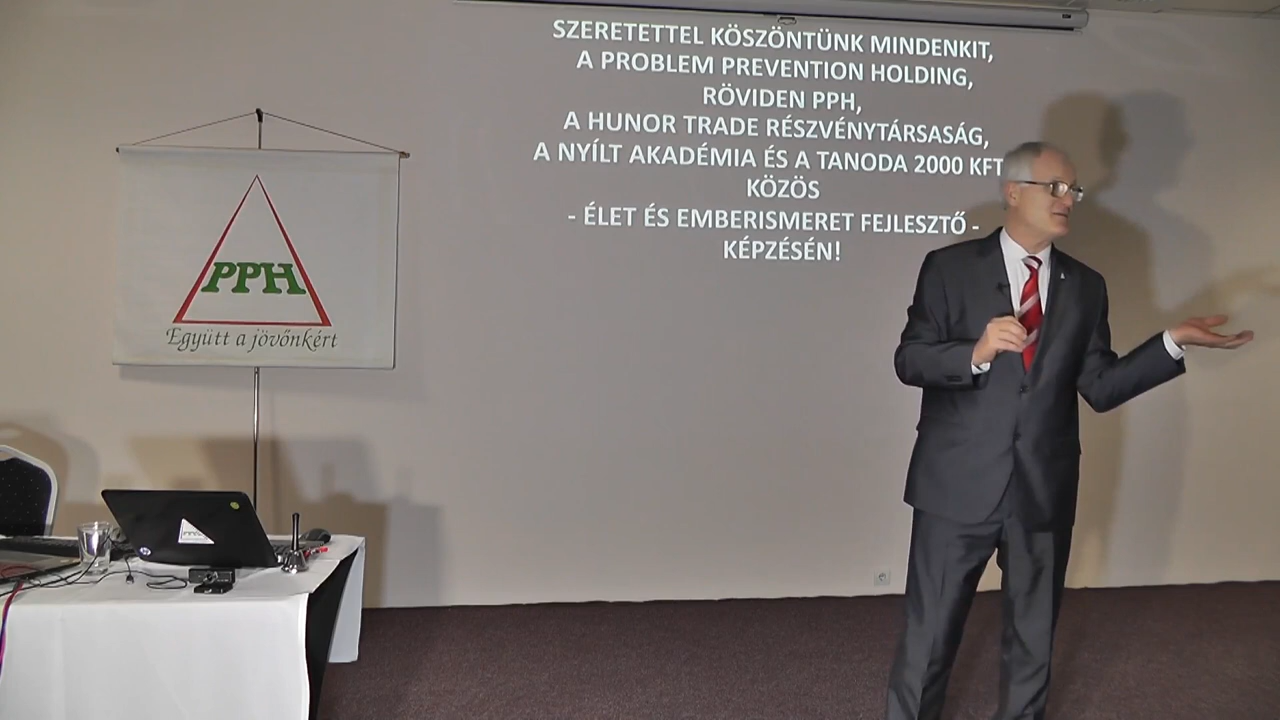 SZERETETTEL KÖSZÖNTÜNK MINDENKIT,
A PROBLEM PREVENTION HOLDING,
RÖVIDEN PPH,
A HUNOR TRADE RÉSZVÉNYTÁRSASÁG,
A NYÍLT AKADÉMIA ÉS A TANODA 2000 KFT
KÖZÖS
- ÉLET ÉS EMBERISMERET FEJLESZTŐ -
KÉPZÉSÉN!
PPH
Együtt a jövőnkért